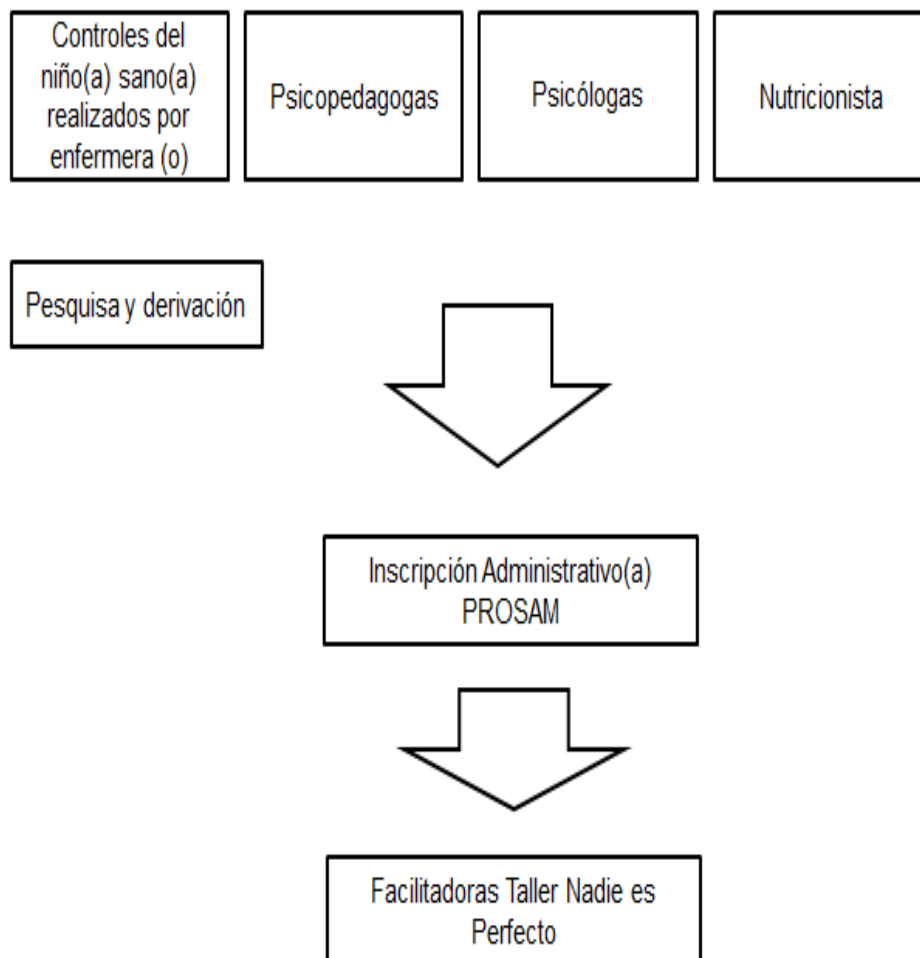 Controles del
niño(a) sano(a)
realizados por
enfermera (o)
Psicopedagogas
Psicólogas
Nutricionista
Pesquisa y derivación
Inscripción Administrativo(a)
PROSAM
Facilitadoras Taller Nadie es
Perfecto